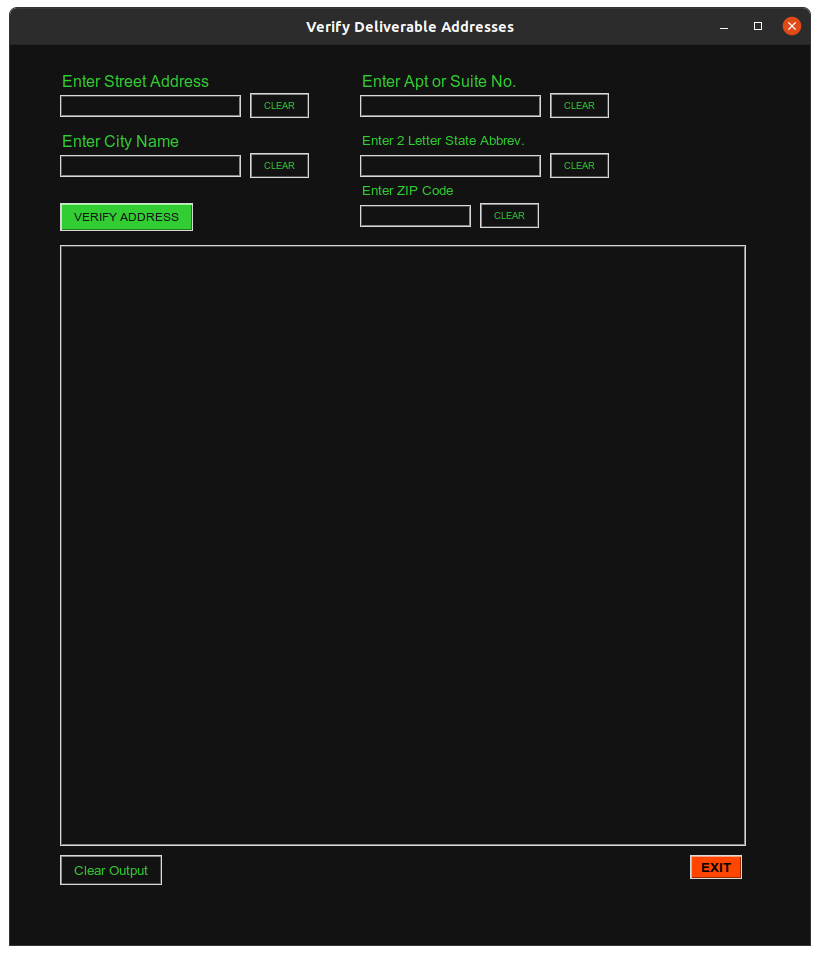 Verify Deliverable Addresses
Enter Street Address
Enter Apt or Suite No.
CLEAR
CLEAR
Enter City Name
Enter 2 Letter State Abbrev.
CLEAR
CLEAR
Enter ZIP Code
VERIFY ADDRESS
CLEAR
Clear Output
EXIT